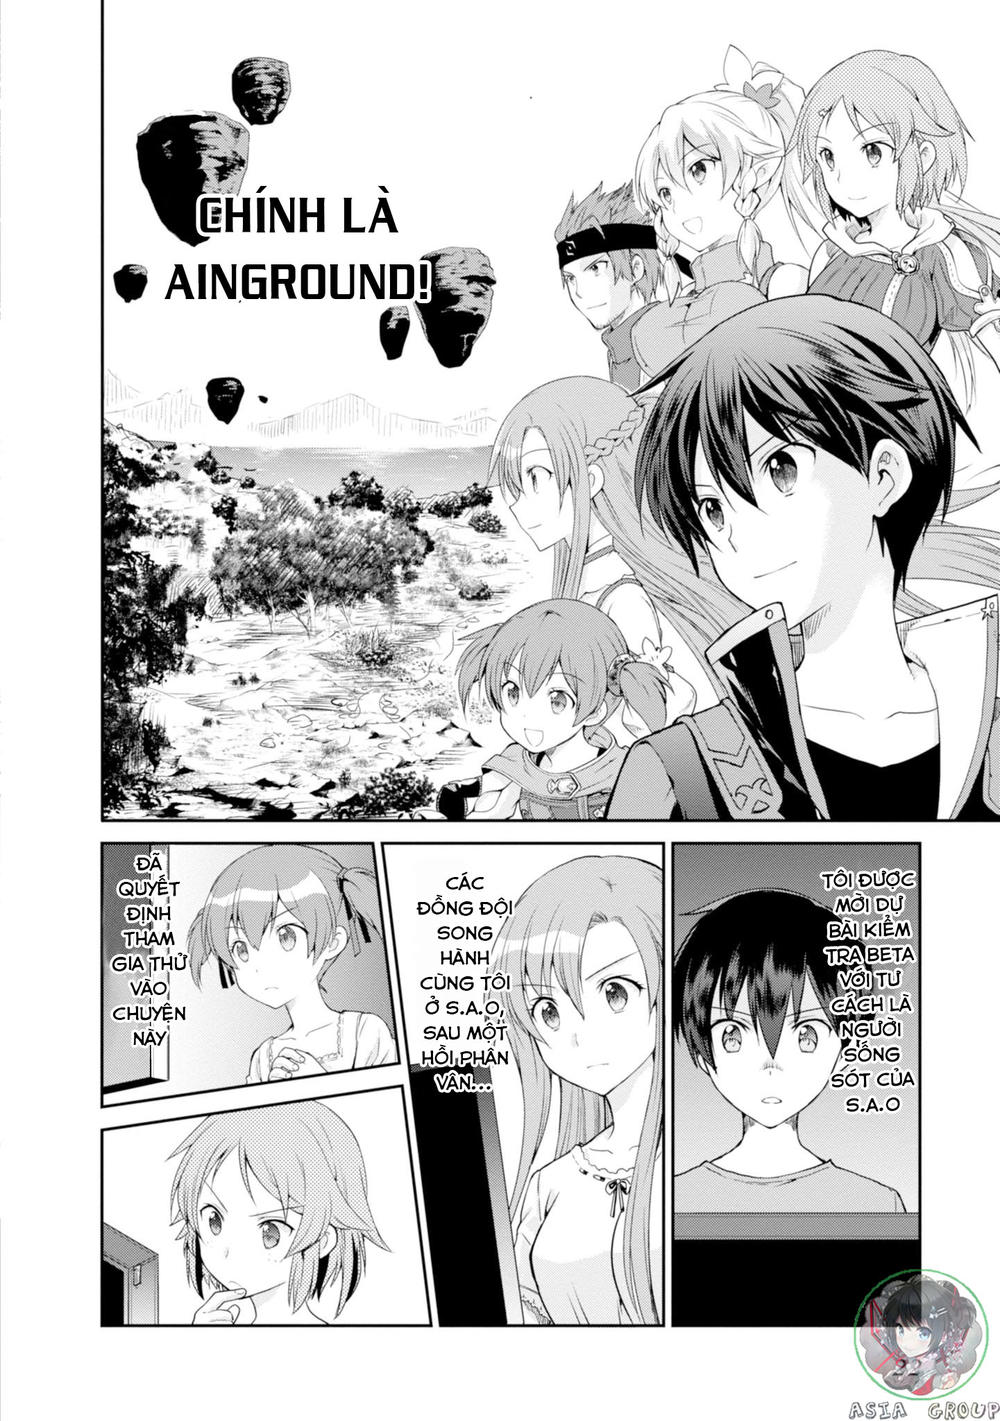 CHÍNH LÀ
AINGROUND!
TÔI ĐƯỢC
MỜI DỰ
BÀI KIỂM
TRA BETA
VỚI TƯ
CÁCH LÀ
NGƯỜI
SỐNG
SÓT CỦA
S.A.O
CÁC
ĐỒNG ĐỘI
SONG
HÀNH
CÙNG TÔI
Ở S.A.O,
SAU MỘT
HỒI PHÂN
VÂN...
ĐÃ
QUYẾT
ĐỊNH
THAM
GIA THỬ
VÀO
CHUYỆN
NÀY
ASIA GROUP